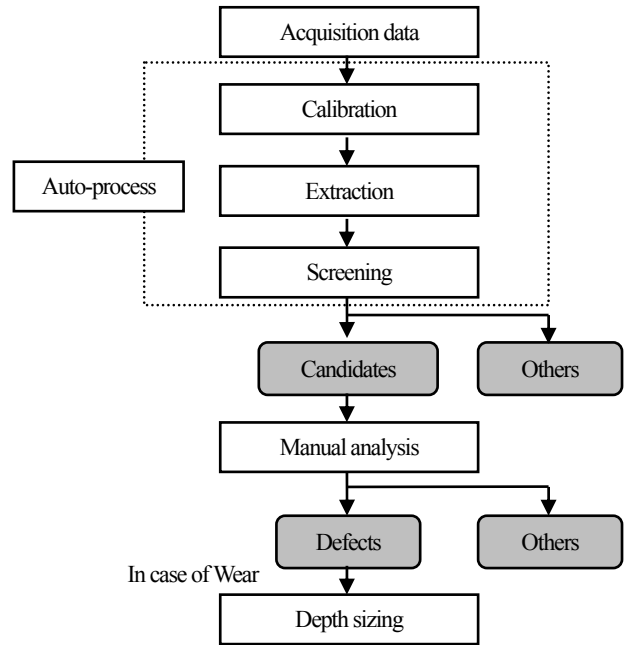 Acquisition data
Calibration
Auto-process
Extraction
Screening
Candidates
Others
Manual analysis
Defects
Others
In case of Wear
Depth sizing